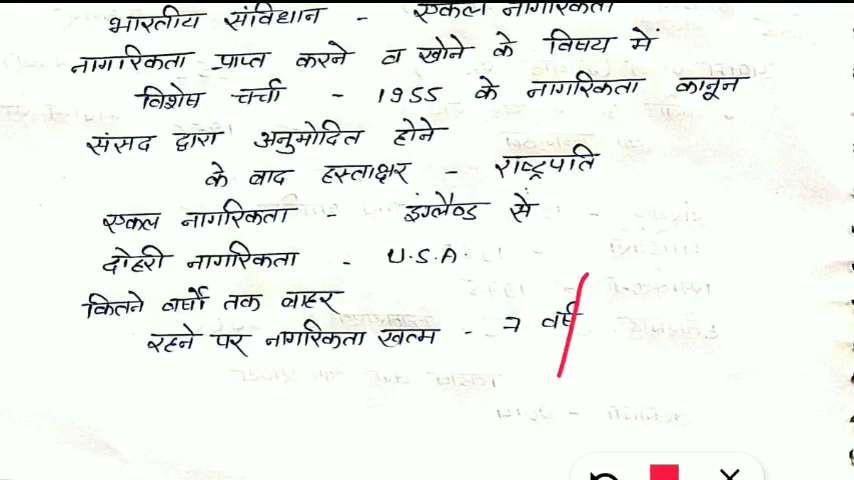 भारतीय संविधान - एकल नागरिकता
नागरिकता प्राप्त करने व खोने के विषय में
विशेष चर्चा - 1955 के नागरिकता कानून
संसद द्वारा अनुमोदित होने
के बाद हस्ताक्षर - राष्ट्रपति
एकल नागरिकता - इंग्लैण्ड से
दोहरी नागरिकता - U.S.A.
कितने वर्षों तक बाहर
रहने पर नागरिकता खत्म - 7 वर्ष